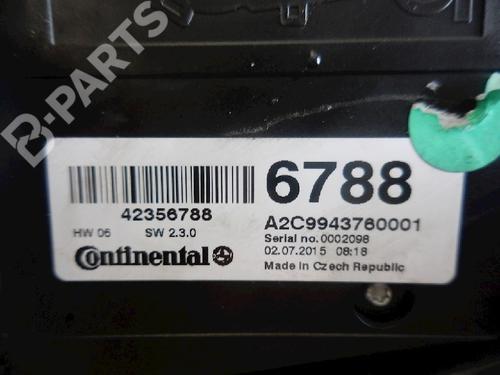 B-PARTS
6788
42356788
A2C9943760001
HW 06 SW 2.3.0
Serial no.0002098
02.07.2015 08:18
Continental
Made in Czech Republic